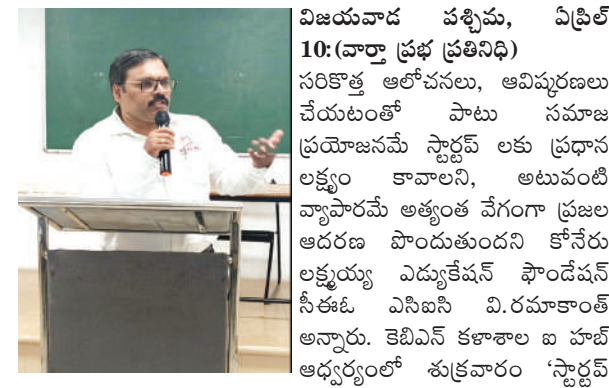 విజయవాడ పశ్చిమ, ఏప్రిల్
10:(వార్తా ప్రభ ప్రతినిధి)
సరికొత్త ఆలోచనలు, ఆవిష్కరణలు
చేయటంతో పాటు సమాజ
ప్రయోజనమే స్టార్టప్ లకు ప్రధాన
లక్ష్యం కావాలని, అటువంటి
వ్యాపారమే అత్యంత వేగంగా ప్రజల
ఆదరణ పొందుతుందని కోనేరు
లక్ష్మయ్య ఎడ్యుకేషన్ ఫౌండేషన్
సీఈఓ ఎసిఐసి వి.రమాకాంత్
అన్నారు. కెబిఎన్ కళాశాల ఐ హబ్
ఆధ్వర్యంలో శుక్రవారం ‘స్టార్టప్